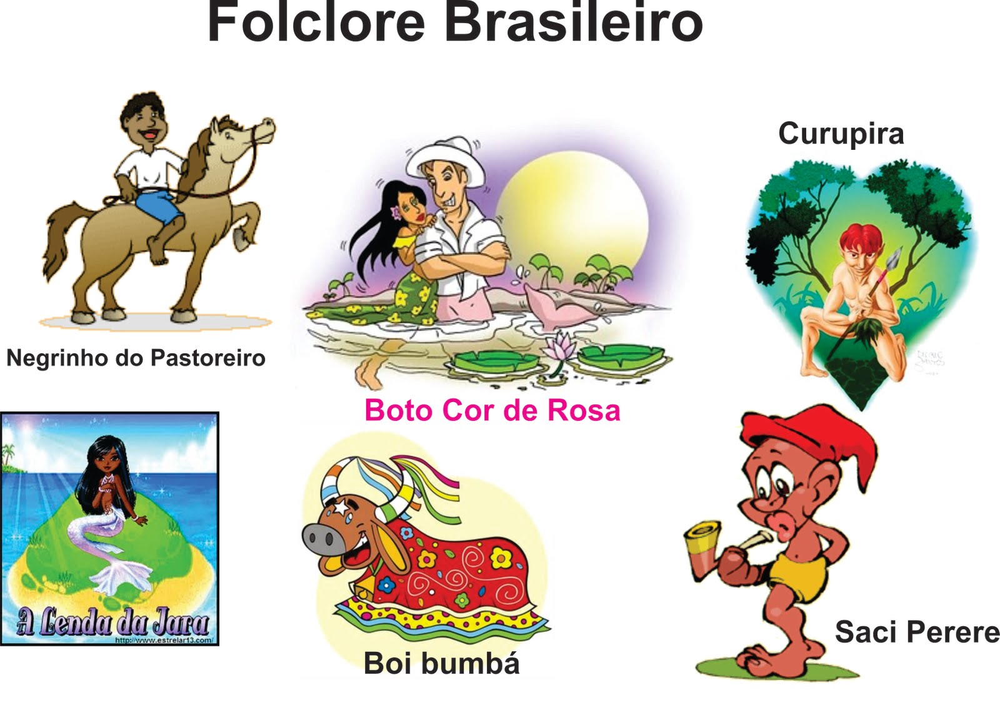 Folclore Brasileiro
Curupira
Negrinho do Pastoreiro
Boto Cor de Rosa
A Lenda da Jara
http://www.estrelar13.com/
Boi bumbá
Saci Perere